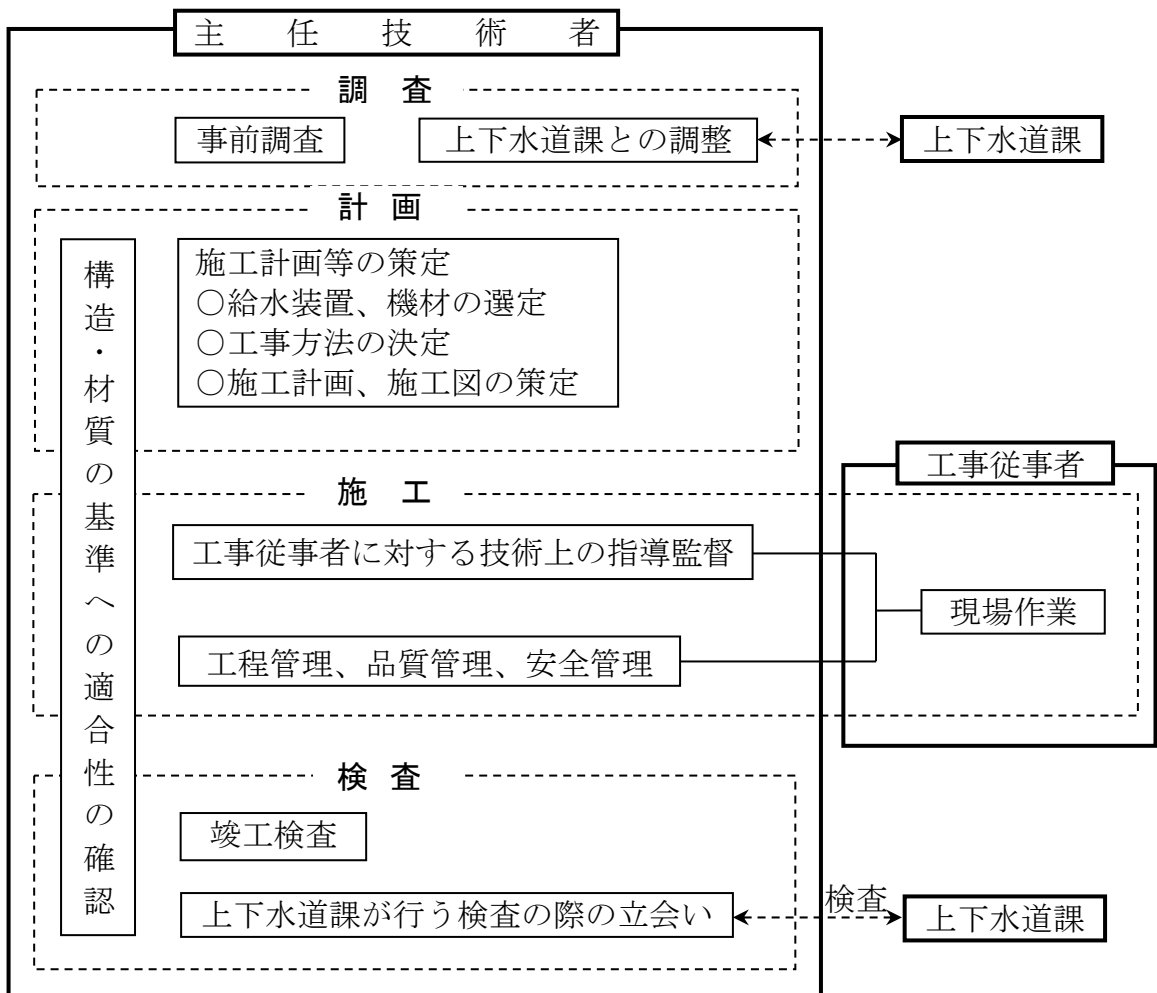 主任技術者
調査
事前調査
上下水道課との調整
上下水道課
計画
構造・材質の基準への適合性の確認
施工計画等の策定
○給水装置、機材の選定
○工事方法の決定
○施工計画、施工図の策定
工事従事者
施工
工事従事者に対する技術上の指導監督
現場作業
工程管理、品質管理、安全管理
検査
竣工検査
上下水道課が行う検査の際の立会い
検査
上下水道課